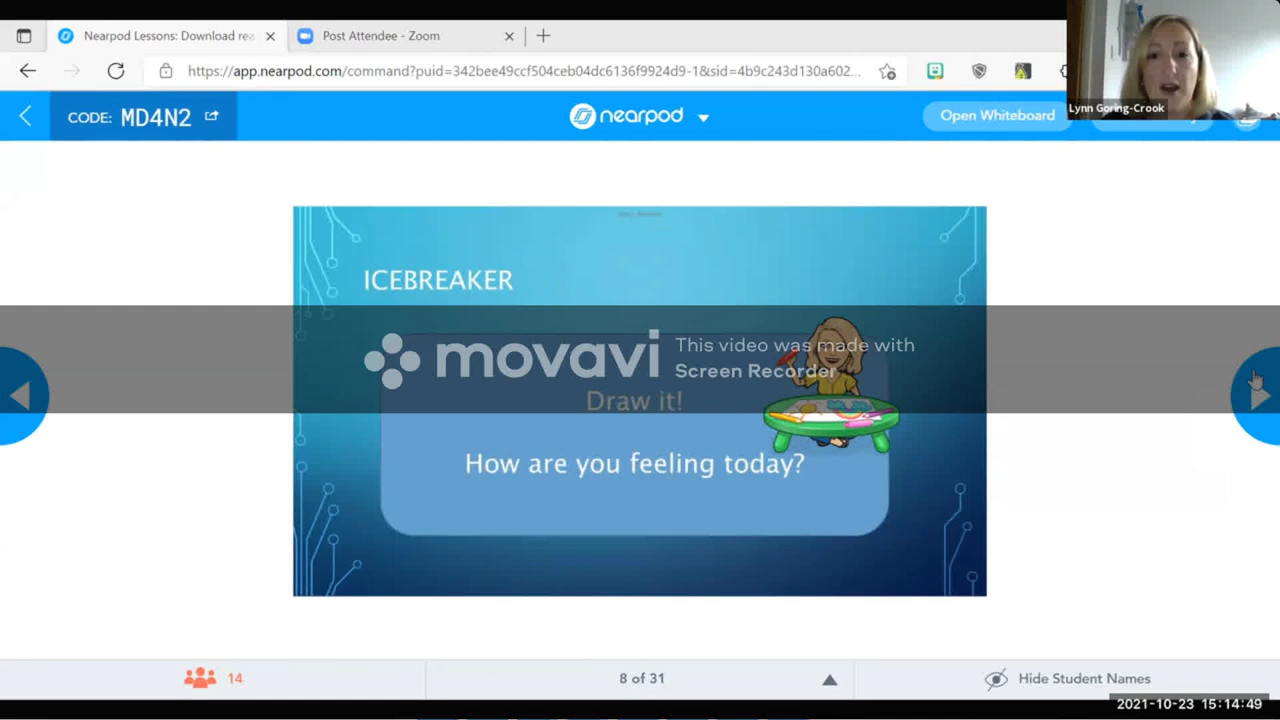 Nearpod Lessons: Download rea
Post Attendee - Zoom
https://app.nearpod.com/command?puid=342bee49ccf504ceb04dc6136f9924d9-1&sid=4b9c243d130a602...
Lynn Goring-Crook
CODE: MD4N2
nearpod
Open Whiteboard
ICEBREAKER
movavi
This video was made with
Screen Recorder
Draw it!
How are you feeling today?
14
8 of 31
Hide Student Names
2021-10-23 15:14:49